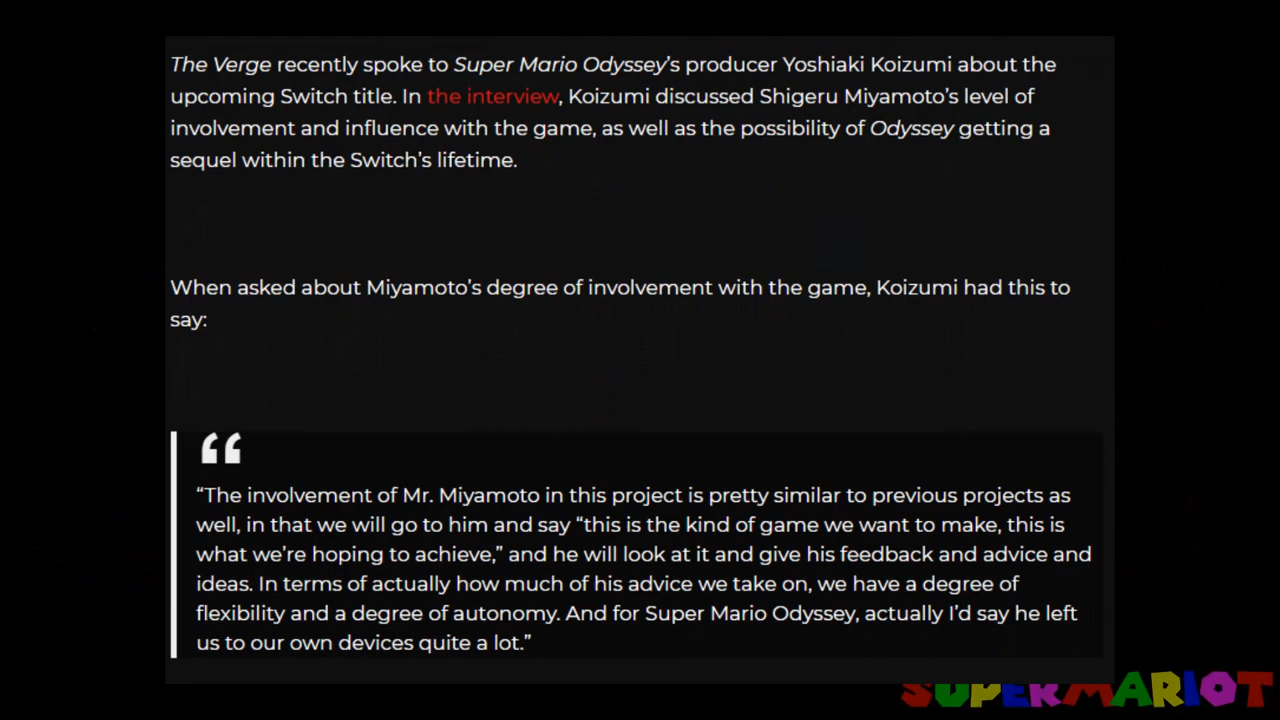 The Verge recently spoke to Super Mario Odyssey’s producer Yoshiaki Koizumi about the
upcoming Switch title. In the interview, Koizumi discussed Shigeru Miyamoto’s level of
involvement and influence with the game, as well as the possibility of Odyssey getting a
sequel within the Switch’s lifetime.
When asked about Miyamoto’s degree of involvement with the game, Koizumi had this to
say:
“
“The involvement of Mr. Miyamoto in this project is pretty similar to previous projects as
well, in that we will go to him and say “this is the kind of game we want to make, this is
what we’re hoping to achieve,” and he will look at it and give his feedback and advice and
ideas. In terms of actually how much of his advice we take on, we have a degree of
flexibility and a degree of autonomy. And for Super Mario Odyssey, actually I’d say he left
us to our own devices quite a lot.”
SUPERMARIOT